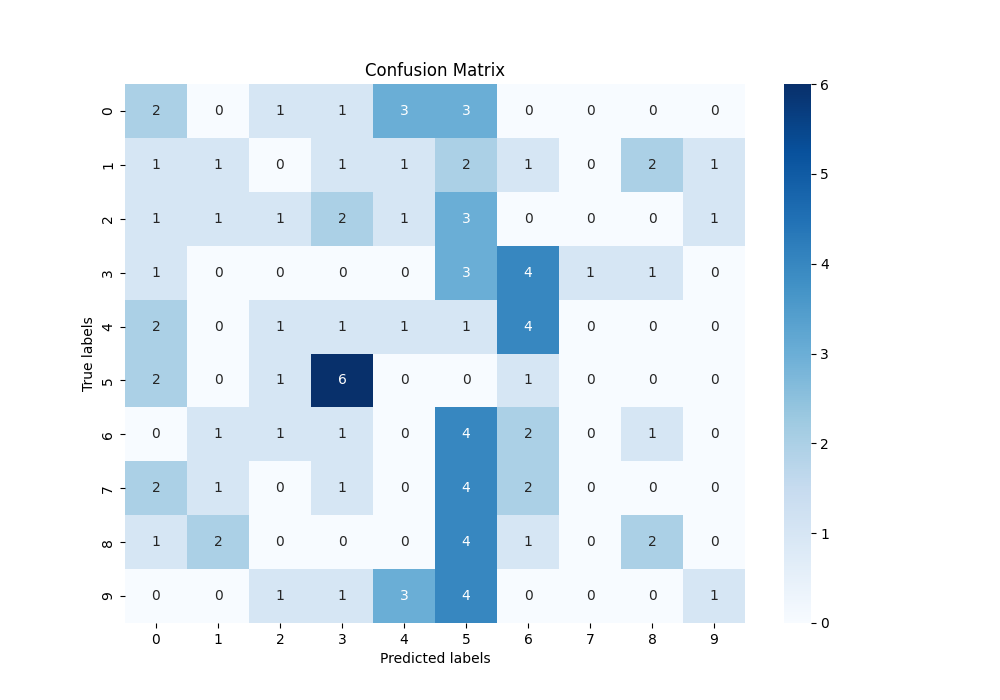 Confusion Matrix
0 2 0 1 1 3 3 0 0 0 0
1 1 1 0 1 1 2 1 0 2 1
2 1 1 1 2 1 3 0 0 0 1
3 1 0 0 0 0 3 4 1 1 0
4 2 0 1 1 1 1 4 0 0 0
5 2 0 1 6 0 0 1 0 0 0
6 0 1 1 1 0 4 2 0 1 0
7 2 1 0 1 0 4 2 0 0 0
8 1 2 0 0 0 4 1 0 2 0
9 0 0 1 1 3 4 0 0 0 1
0 1 2 3 4 5 6 7 8 9
Predicted labels
True labels
6
5
4
3
2
1
0